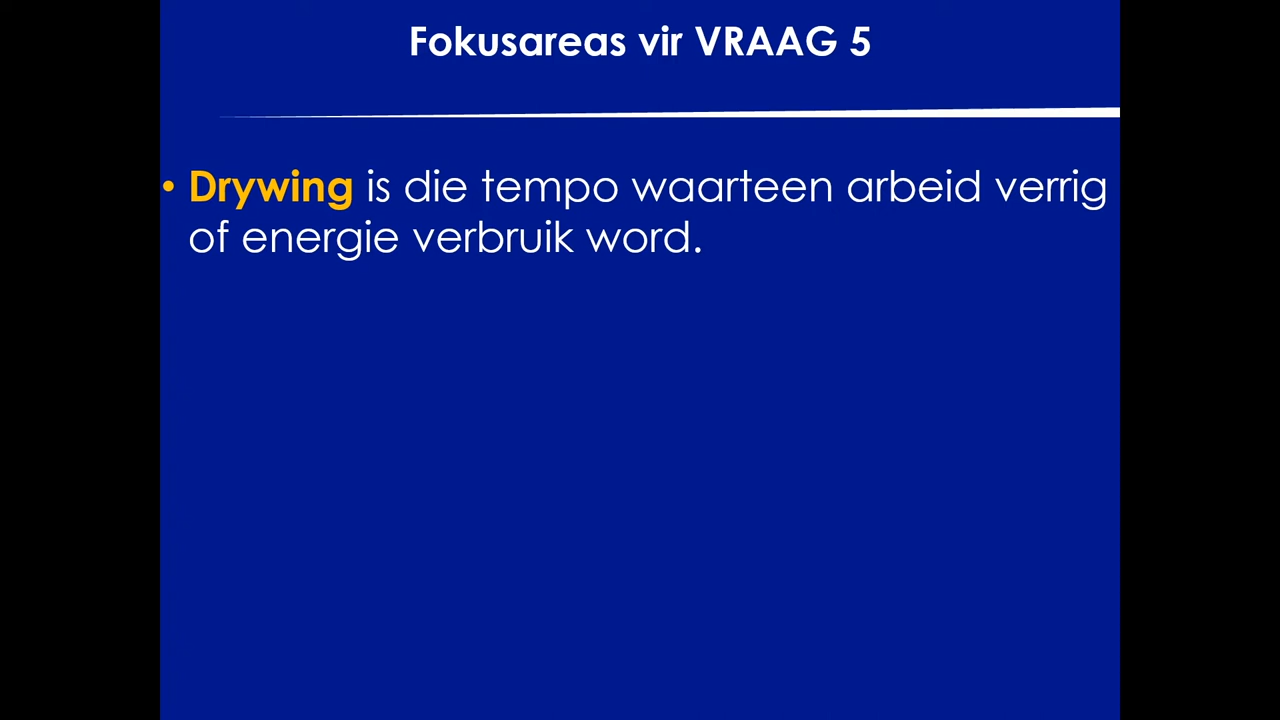 Fokusareas vir VRAAG 5
• Drywing is die tempo waarteen arbeid verrig
of energie verbruik word.